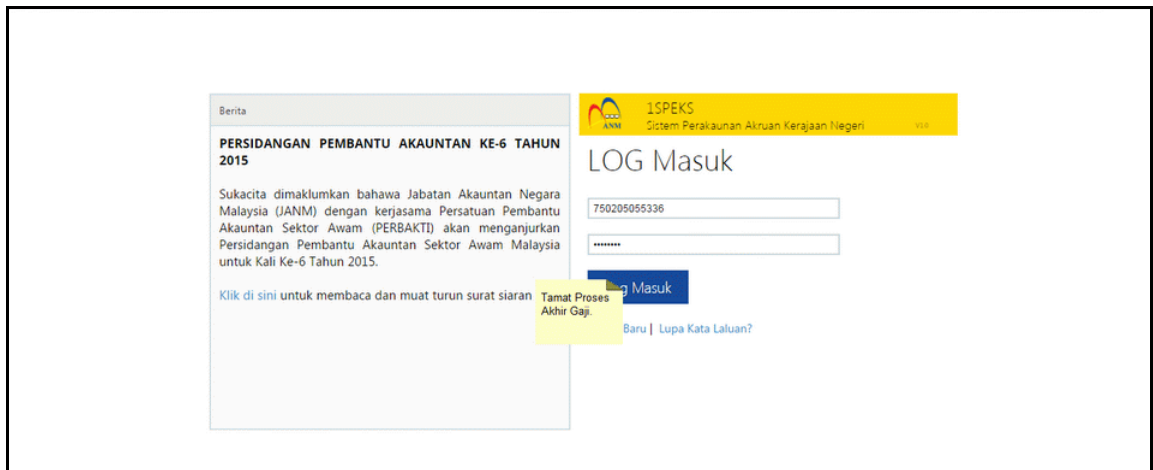 Berita
PERSIDANGAN PEMBANTU AKAUNTAN KE-6 TAHUN
2015
Sukacita dimaklumkan bahawa Jabatan Akauntan Negara
Malaysia (JANM) dengan kerjasama Persatuan Pembantu
Akauntan Sektor Awam (PERBAKTI) akan menganjurkan
Persidangan Pembantu Akauntan Sektor Awam Malaysia
untuk Kali Ke-6 Tahun 2015.
Klik di sini untuk membaca dan muat turun surat siaran
ANM
1SPEKS
Sistem Perakaunan Akruan Kerajaan Negeri
V1.0
LOG Masuk
750205055336
••••••••
Masuk
Tamat Proses
Akhir Gaji.
Baru | Lupa Kata Laluan?